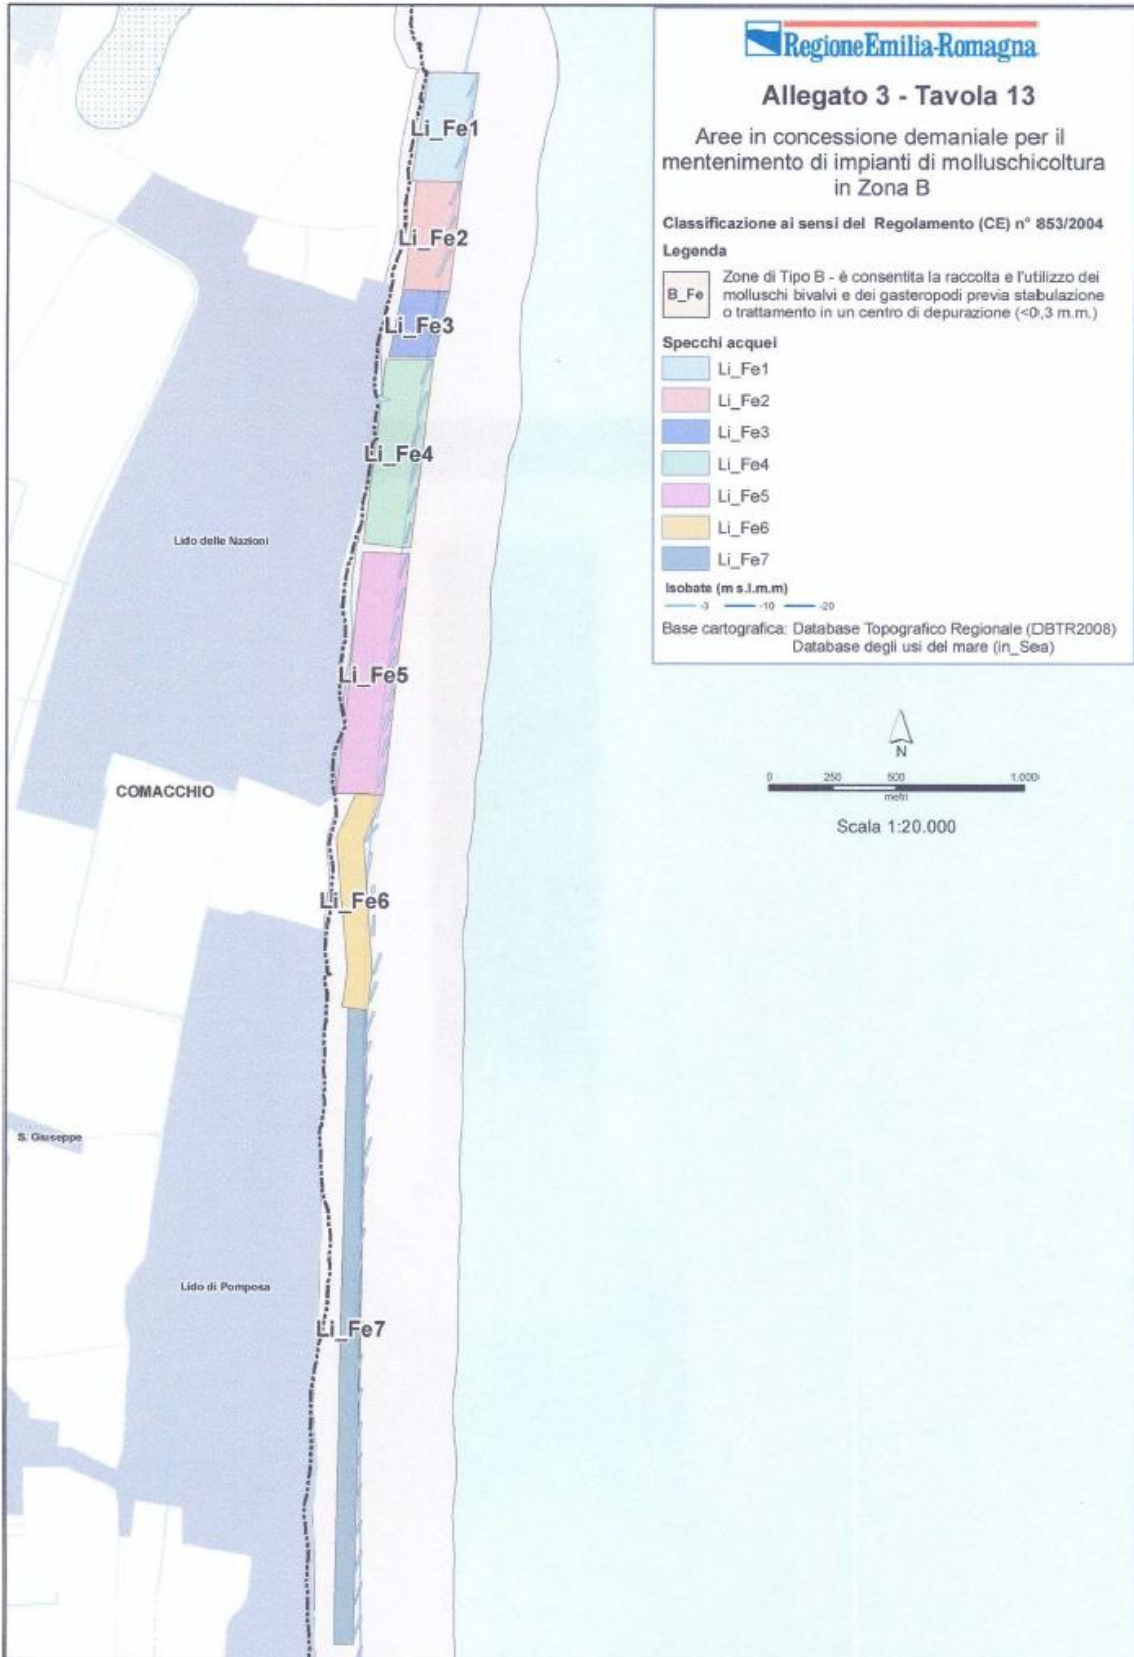 RegioneEmilia-Romagna
Allegato 3 - Tavola 13
Aree in concessione demaniale per il
mentenimento di impianti di molluschicoltura
in Zona B
Classificazione ai sensi del Regolamento (CE) n° 853/2004
Legenda
B_Fe
Zone di Tipo B - è consentita la raccolta e l'utilizzo dei
molluschi bivalvi e dei gasteropodi previa stabulazione
o trattamento in un centro di depurazione (<0,3 m.m.)
Specchi acquei
Li_Fe1
Li_Fe2
Li_Fe3
Li_Fe4
Li_Fe5
Li_Fe6
Li_Fe7
Isobate (m s.l.m.m)
-3 -10 -20
Base cartografica: Database Topografico Regionale (DBTR2008)
Database degli usi del mare (in_Sea)
N
0 250 500 1.000
metri
Scala 1:20.000
Li_Fe1
Li_Fe2
Li_Fe3
Li_Fe4
Lido delle Nazioni
Li_Fe5
COMACCHIO
Li_Fe6
S. Giuseppe
Lido di Pomposa
Li_Fe7